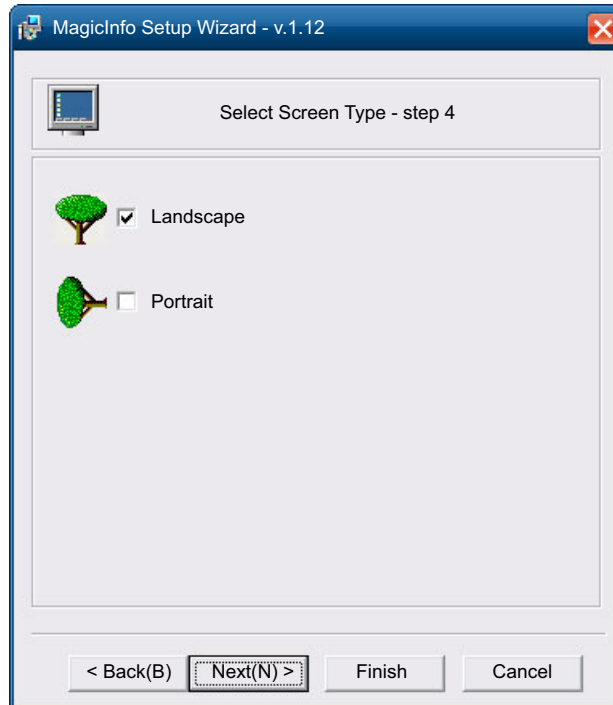 MagicInfo Setup Wizard - v.1.12
Select Screen Type - step 4
Landscape
Portrait
< Back(B) Next(N) > Finish Cancel